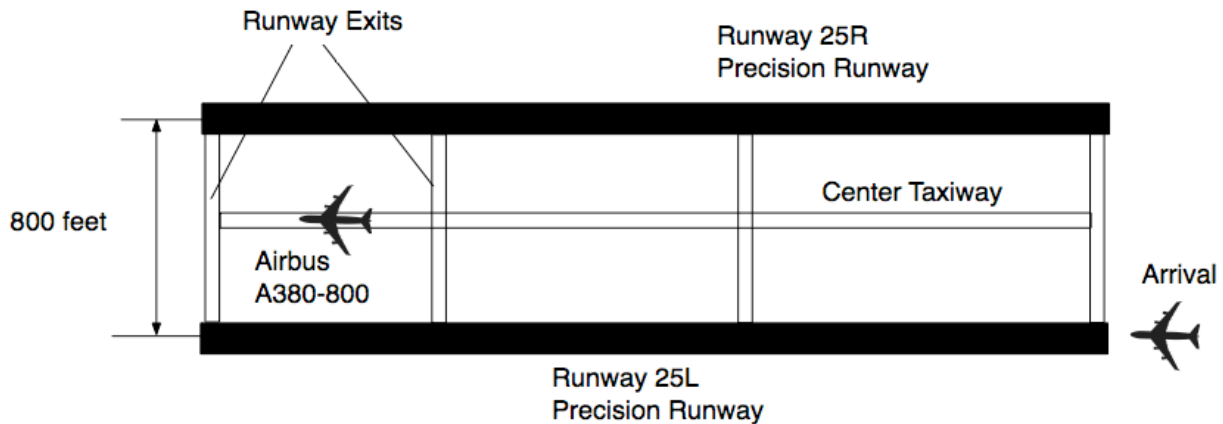 Runway Exits
Runway 25R
Precision Runway
800 feet
Center Taxiway
Airbus
A380-800
Arrival
Runway 25L
Precision Runway